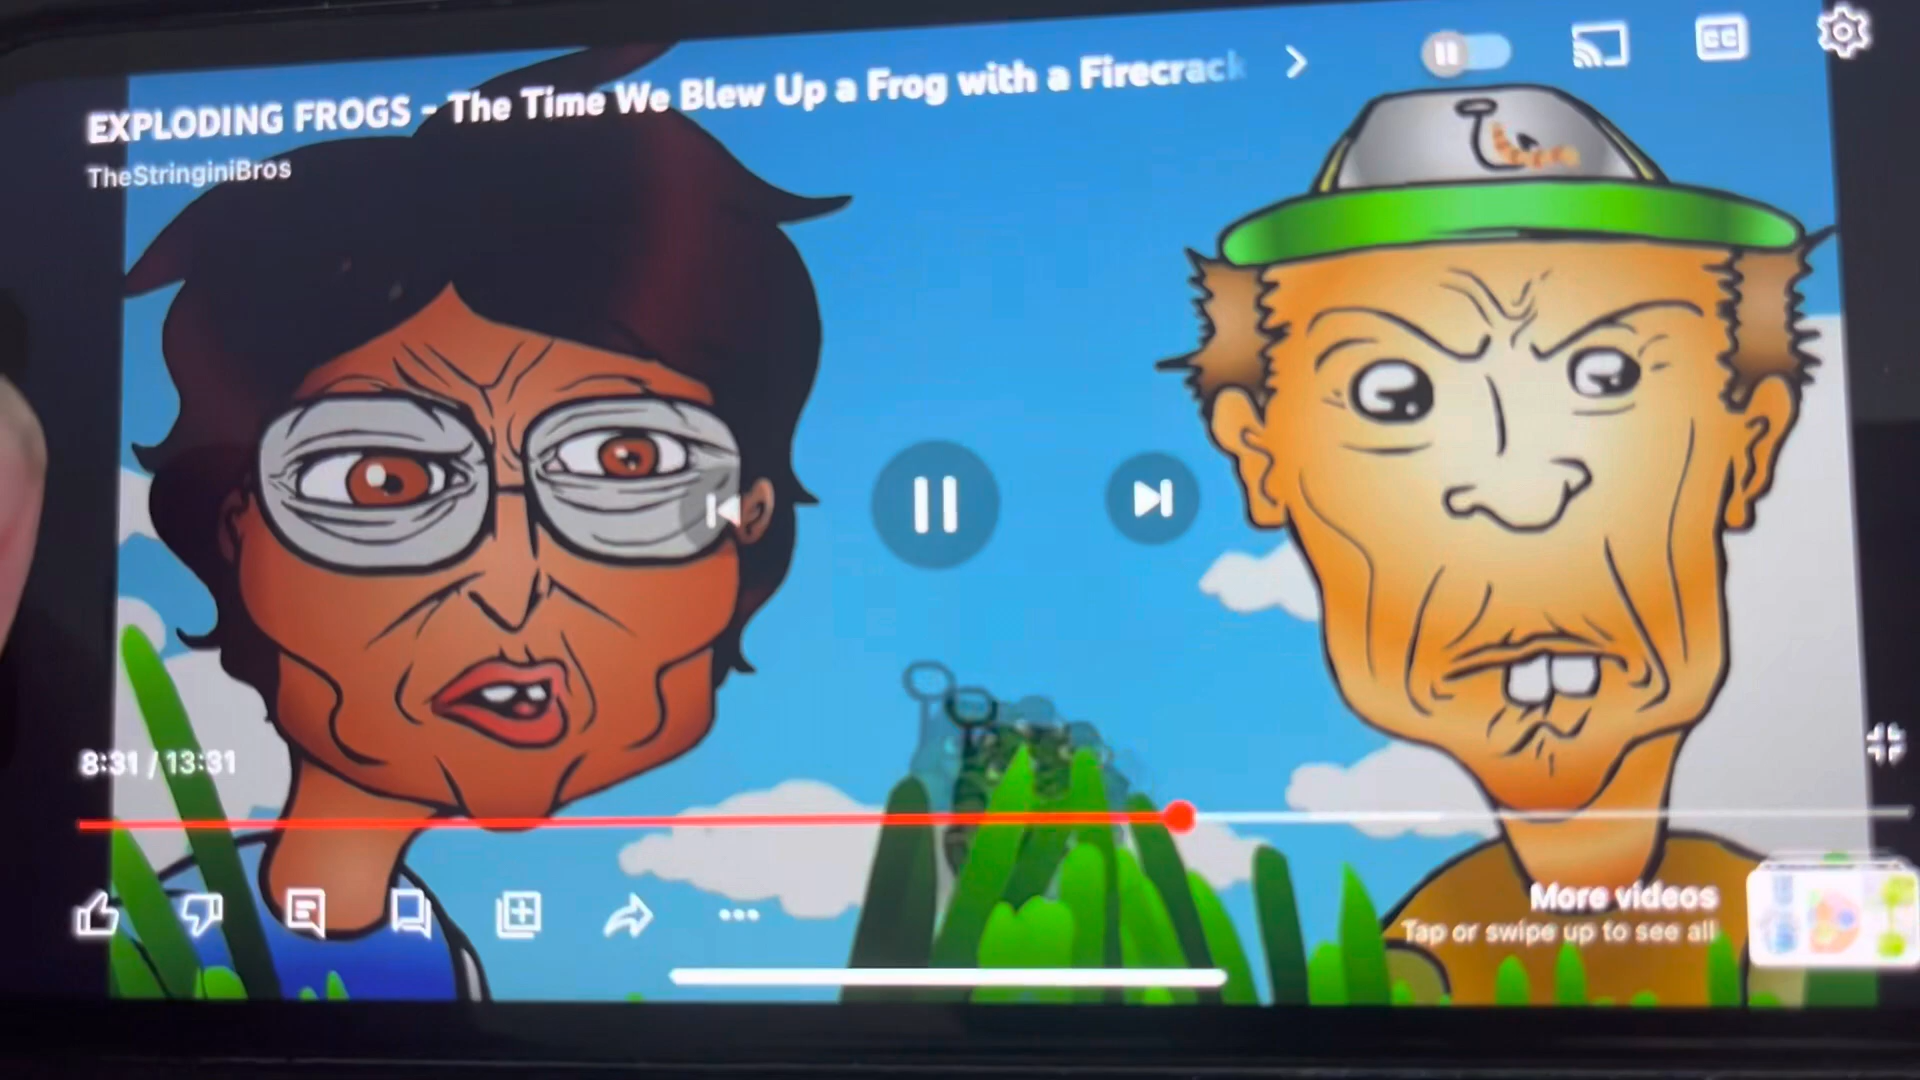 EXPLODING FROGS - The Time We Blew Up a Frog with a Firecrack
TheStringiniBros
CC
8:31 / 13:31
More videos
Tap or swipe up to see all